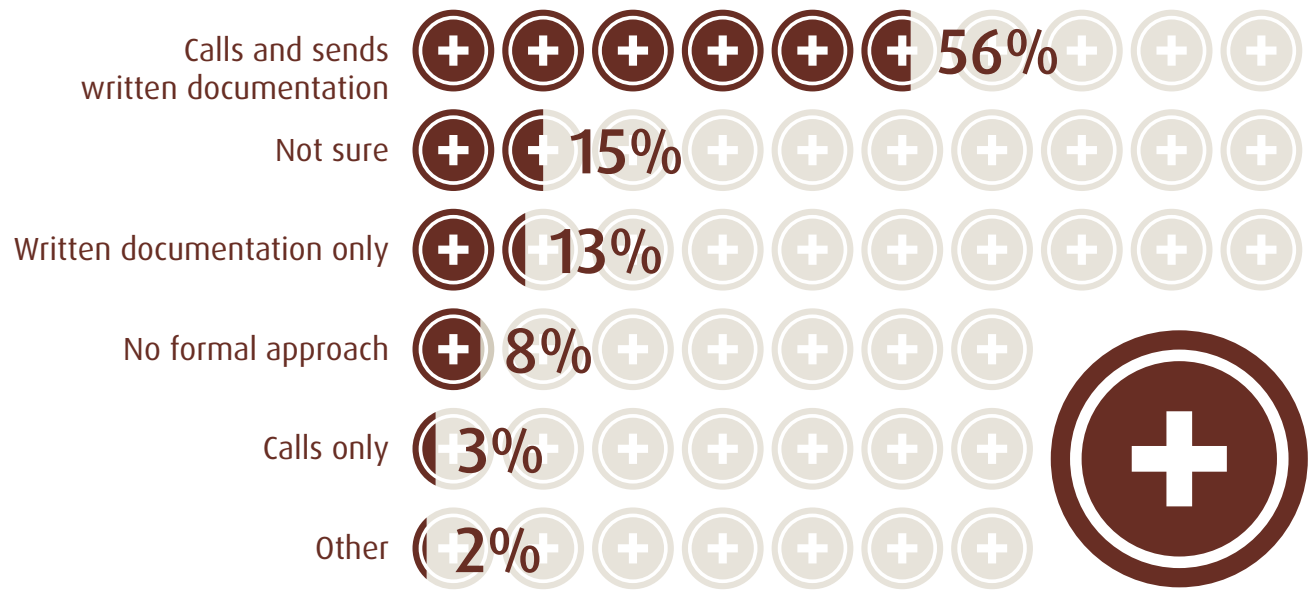 Calls and sends
written documentation
56%
Not sure
15%
Written documentation only
13%
No formal approach
8%
Calls only
3%
Other
2%